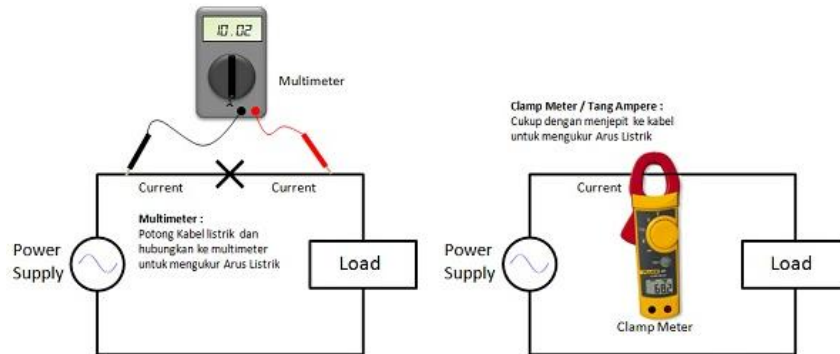 10.02
Multimeter
Current
Current
Multimeter :
Potong Kabel listrik dan
hubungkan ke multimeter
untuk mengukur Arus Listrik
Power
Supply
Load
Clamp Meter / Tang Ampere :
Cukup dengan menjepit ke kabel
untuk mengukur Arus Listrik
Current
Power
Supply
Load
FLUKE
Clamp Meter